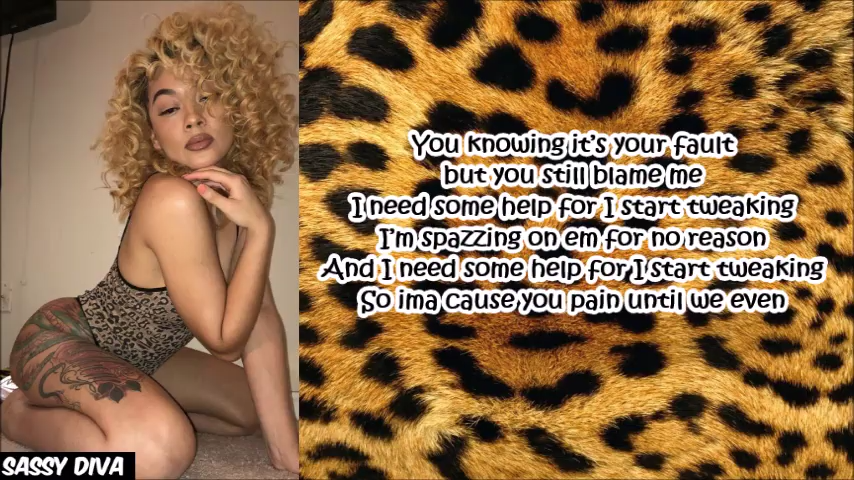 You knowing it's your fault
but you still blame me
I need some help for I start tweaking
I'm spazzing on em for no reason
And I need some help for I start tweaking
So ima cause you pain until we even
SASSY DIVA